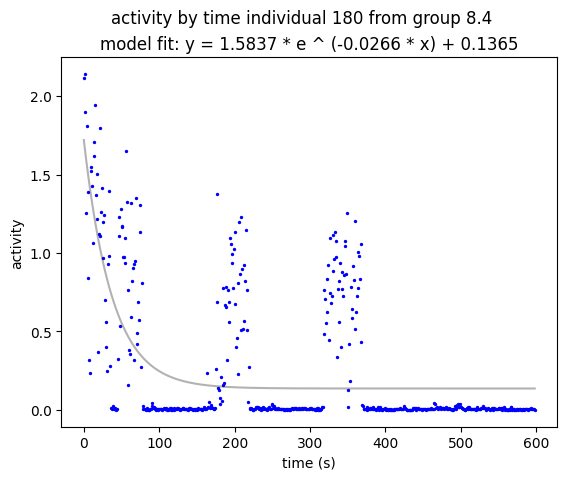 activity by time individual 180 from group 8.4
model fit: y = 1.5837 * e ^ (-0.0266 * x) + 0.1365
2.0
1.5
1.0
0.5
0.0
activity
0 100 200 300 400 500 600
time (s)